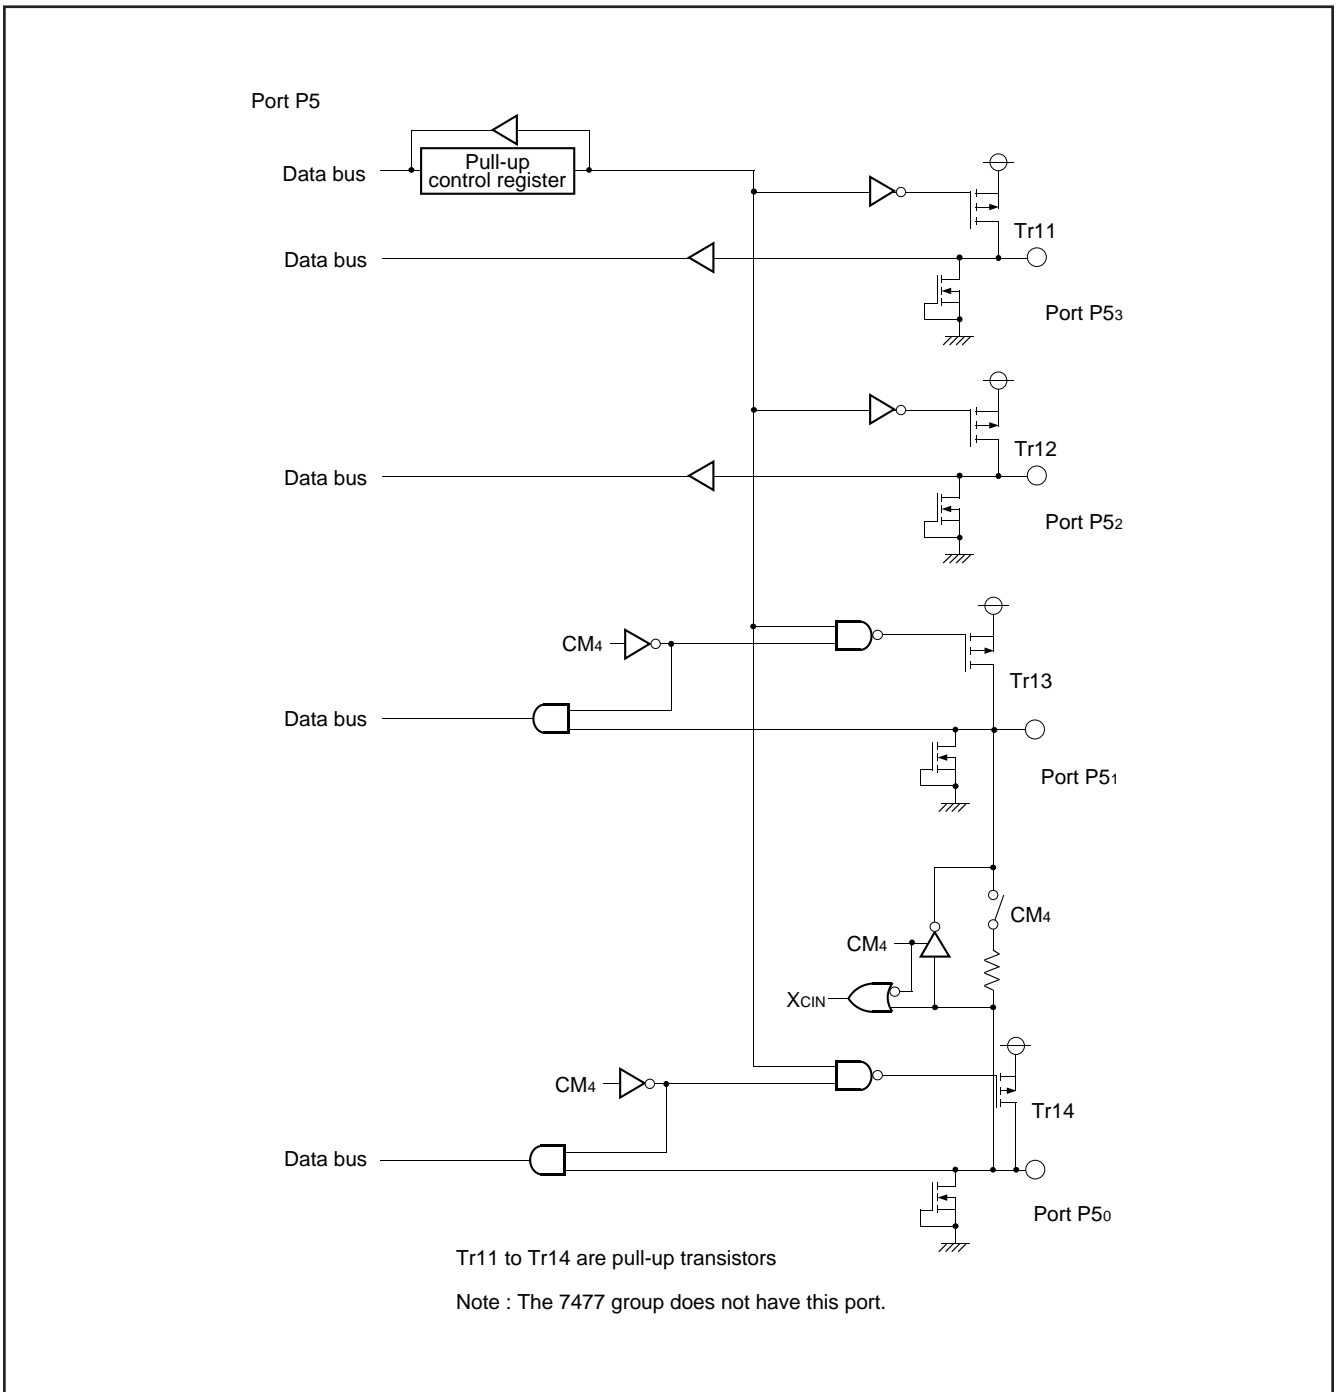 Port P5
Pull-up
control register
Data bus
Tr11
Data bus
Port P53
Tr12
Data bus
Port P52
CM4
Tr13
Data bus
Port P51
CM4
CM4
XCIN
CM4
Tr14
Data bus
Port P50
Tr11 to Tr14 are pull-up transistors
Note : The 7477 group does not have this port.